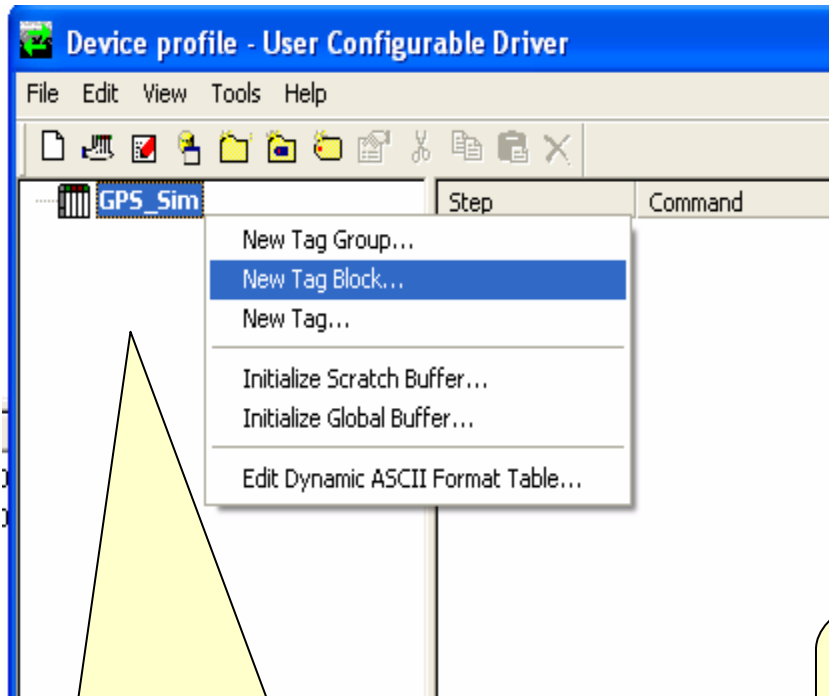 Device profile - User Configurable Driver
File Edit View Tools Help
GPS_Sim
Step Command
New Tag Group...
New Tag Block...
New Tag...
Initialize Scratch Buffer...
Initialize Global Buffer...
Edit Dynamic ASCII Format Table...